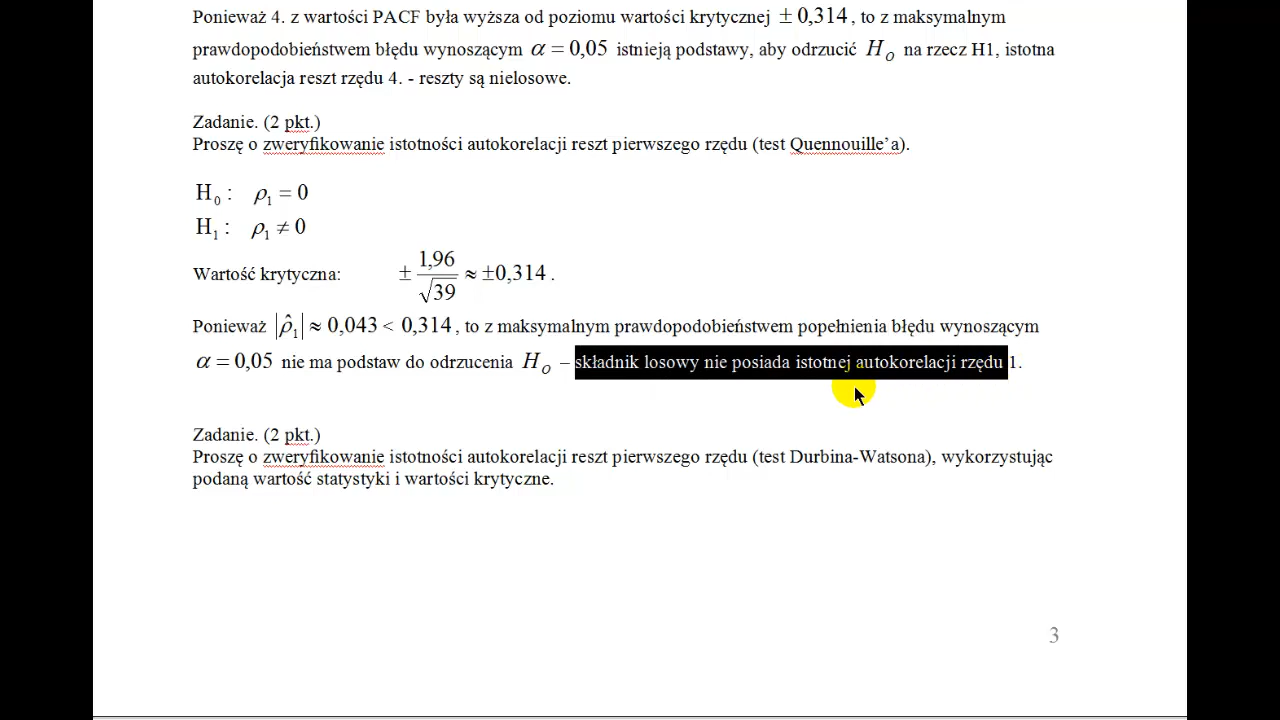 Ponieważ 4. z wartości PACF była wyższa od poziomu wartości krytycznej ± 0,314, to z maksymalnym
prawdopodobieństwem błędu wynoszącym α = 0,05 istnieją podstawy, aby odrzucić H_O na rzecz H1, istotna
autokorelacja reszt rzędu 4. - reszty są nielosowe.
Zadanie. (2 pkt.)
Proszę o zweryfikowanie istotności autokorelacji reszt pierwszego rzędu (test Quennouille’a).
H₀ : ρ₁ = 0
H₁ : ρ₁ ≠ 0
Wartość krytyczna: ± 1,96/√39 ≈ ±0,314 .
Ponieważ |ρ̂₁| ≈ 0,043 < 0,314 , to z maksymalnym prawdopodobieństwem popełnienia błędu wynoszącym
α = 0,05 nie ma podstaw do odrzucenia H_O – składnik losowy nie posiada istotnej autokorelacji rzędu 1.
Zadanie. (2 pkt.)
Proszę o zweryfikowanie istotności autokorelacji reszt pierwszego rzędu (test Durbina-Watsona), wykorzystując
podaną wartość statystyki i wartości krytyczne.
3